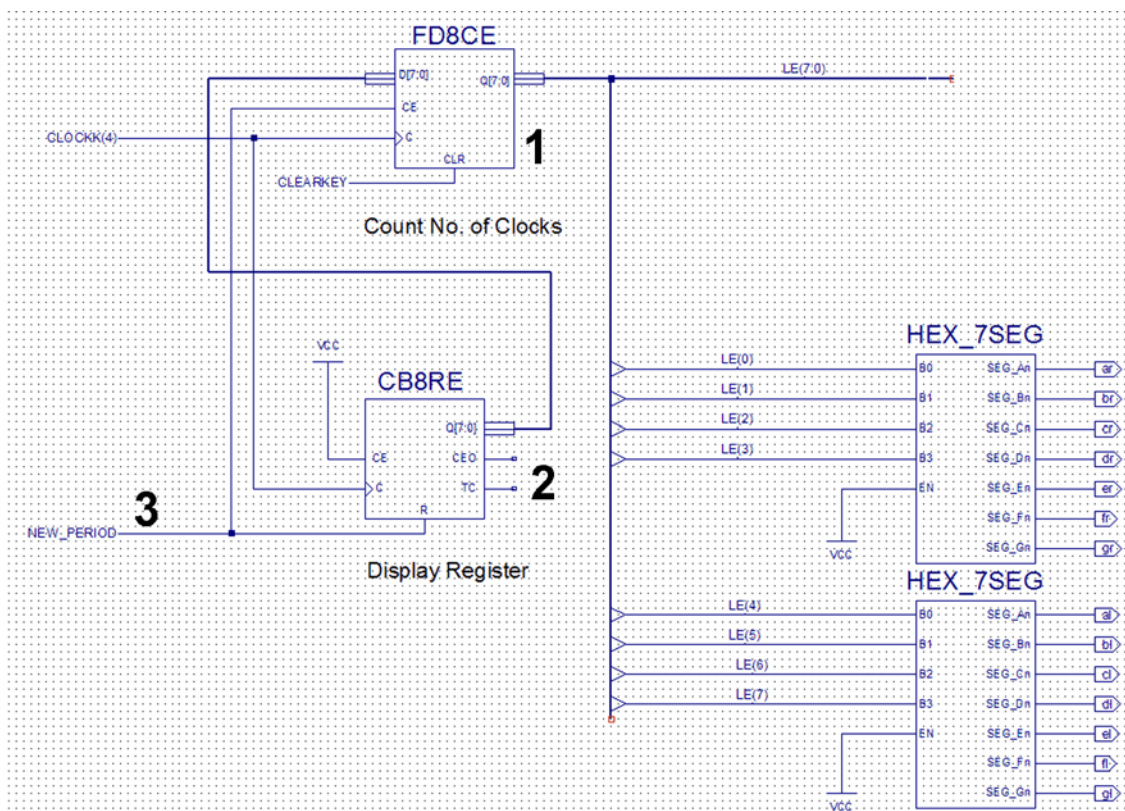 FD8CE
D[7:0]
Q[7:0]
LE(7:0)
CE
CLOCKK(4)
C
1
CLR
CLEARKEY
Count No. of Clocks
VCC
CB8RE
Q[7:0]
CE
CEO
C
TC
2
R
3
NEW_PERIOD
Display Register
HEX_7SEG
LE(0)
B0
SEG_An
ar
LE(1)
B1
SEG_Bn
br
LE(2)
B2
SEG_Cn
cr
LE(3)
B3
SEG_Dn
dr
EN
SEG_En
er
SEG_Fn
fr
SEG_Gn
gr
VCC
HEX_7SEG
LE(4)
B0
SEG_An
al
LE(5)
B1
SEG_Bn
bl
LE(6)
B2
SEG_Cn
cl
LE(7)
B3
SEG_Dn
dl
EN
SEG_En
el
SEG_Fn
fl
SEG_Gn
gl
VCC